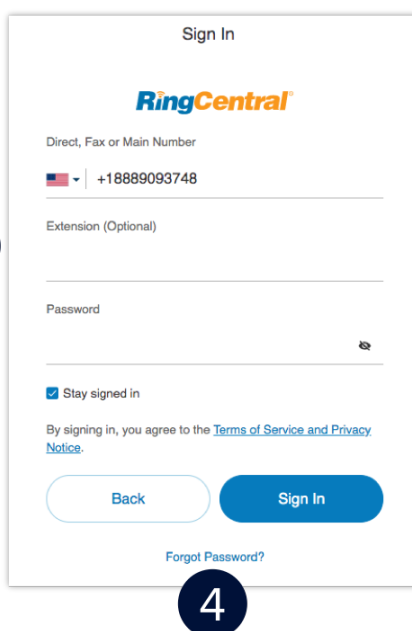 Sign In
RingCentral®
Direct, Fax or Main Number
+18889093748
Extension (Optional)
Password
Stay signed in
By signing in, you agree to the Terms of Service and Privacy
Notice.
Back Sign In
Forgot Password?
4